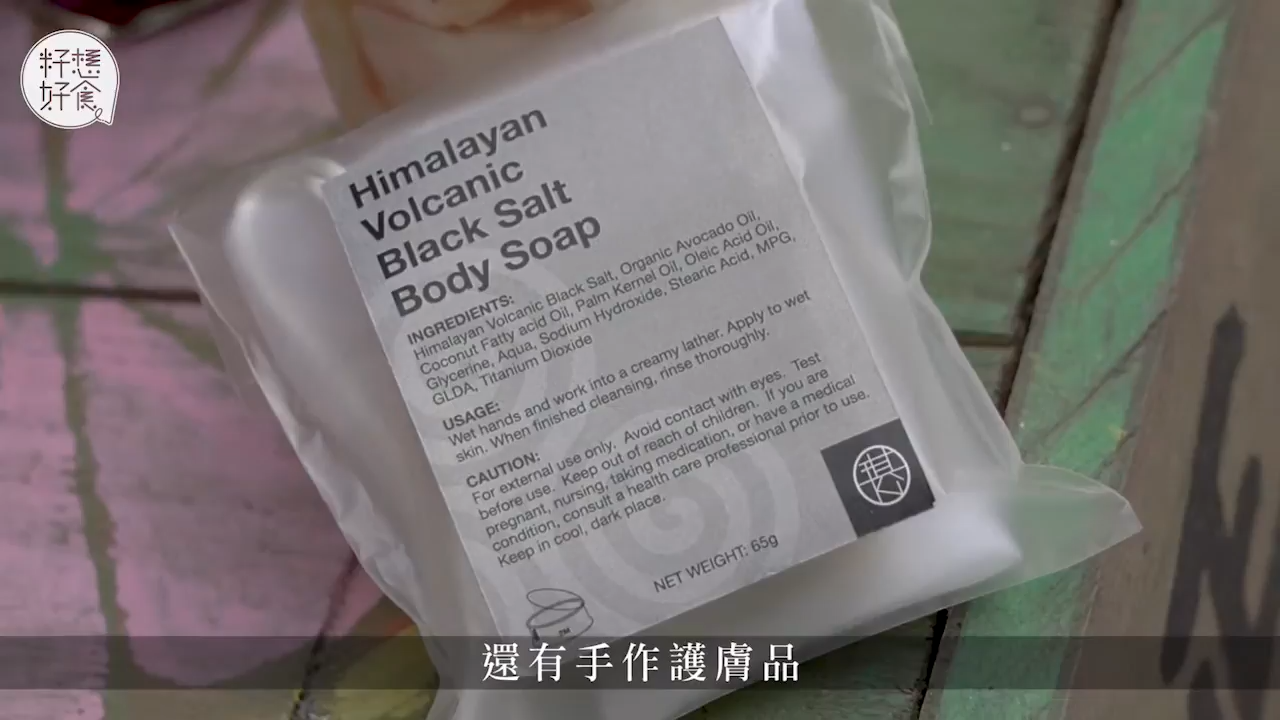 籽想
好食
Himalayan
Volcanic
Black Salt
Body Soap
INGREDIENTS:
Himalayan Volcanic Black Salt, Organic Avocado Oil,
Coconut Fatty acid Oil, Palm Kernel Oil, Oleic Acid Oil,
Glycerine, Aqua, Sodium Hydroxide, Stearic Acid, MPG,
GLDA, Titanium Dioxide
USAGE:
Wet hands and work into a creamy lather. Apply to wet
skin. When finished cleansing, rinse thoroughly.
CAUTION:
For external use only. Avoid contact with eyes. Test
before use. Keep out of reach of children. If you are
pregnant, nursing, taking medication, or have a medical
condition, consult a health care professional prior to use.
Keep in cool, dark place.
NET WEIGHT: 65g
還有手作護膚品